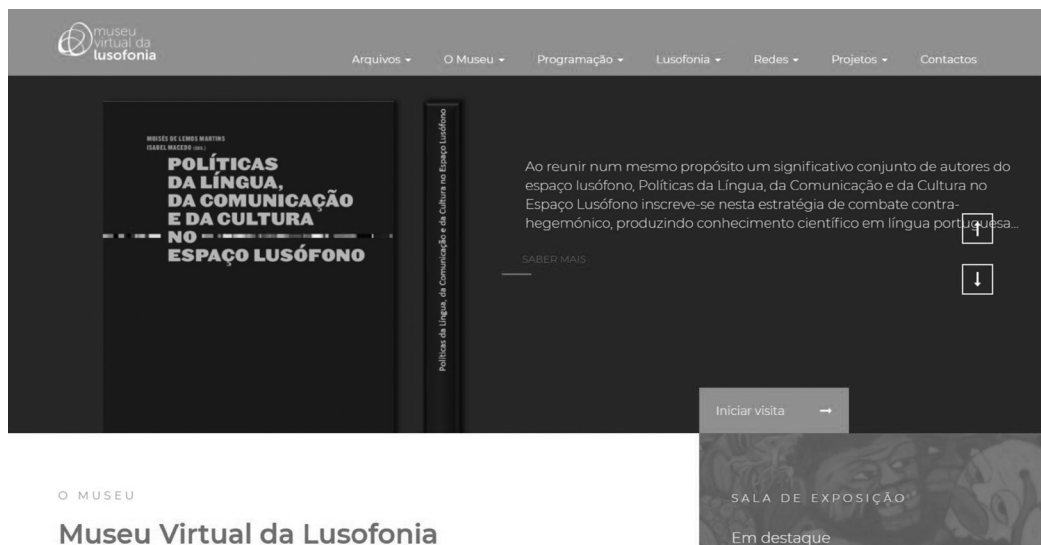 museu
virtual da
lusofonia
Arquivos O Museu Programação Lusofonia Redes Projetos Contactos
MOISÉS DE LEMOS MARTINS
ISABEL MACEDO (ORG.)
POLÍTICAS
DA LÍNGUA,
DA COMUNICAÇÃO
E DA CULTURA
NO
ESPAÇO LUSÓFONO
Políticas da Língua, da Comunicação e da Cultura no Espaço Lusófono
Ao reunir num mesmo propósito um significativo conjunto de autores do
espaço lusófono, Políticas da Língua, da Comunicação e da Cultura no
Espaço Lusófono inscreve-se nesta estratégia de combate contra-
hegemónico, produzindo conhecimento científico em língua portuguesa...
SABER MAIS
Iniciar visita
O MUSEU
Museu Virtual da Lusofonia
SALA DE EXPOSIÇÃO
Em destaque